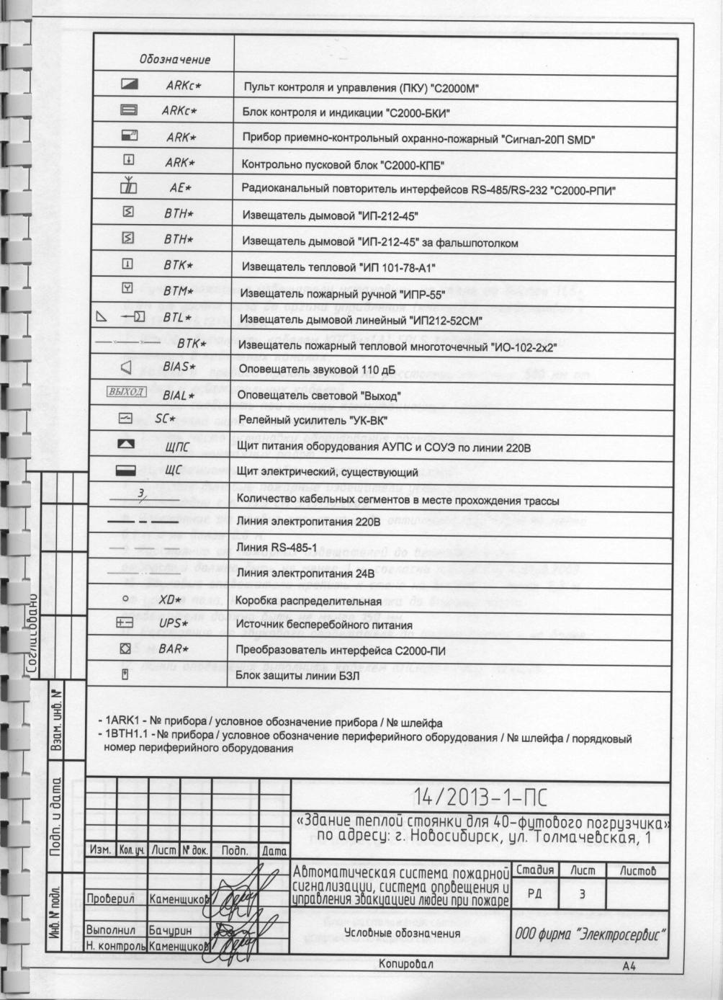 Обозначение
ARKc* Пульт контроля и управления (ПКУ) "С2000М"
ARKc* Блок контроля и индикации "С2000-БКИ"
20 ARK* Прибор приемно-контрольный охранно-пожарный "Сигнал-20П SMD"
ARK* Контрольно пусковой блок "С2000-КПБ"
AE* Радиоканальный повторитель интерфейсов RS-485/RS-232 "С2000-РПИ"
BTH* Извещатель дымовой "ИП-212-45"
BTH* Извещатель дымовой "ИП-212-45" за фальшпотолком
BTK* Извещатель тепловой "ИП 101-78-А1"
BTM* Извещатель пожарный ручной "ИПР-55"
BTL* Извещатель дымовой линейный "ИП212-52СМ"
BTK* Извещатель пожарный тепловой многоточечный "ИО-102-2х2"
BIAS* Оповещатель звуковой 110 дБ
ВЫХОД BIAL* Оповещатель световой "Выход"
SC* Релейный усилитель "УК-ВК"
ЩПС Щит питания оборудования АУПС и СОУЭ по линии 220В
ЩС Щит электрический, существующий
3/ Количество кабельных сегментов в месте прохождения трассы
Линия электропитания 220В
Линия RS-485-1
Линия электропитания 24В
XD* Коробка распределительная
UPS* Источник бесперебойного питания
BAR* Преобразователь интерфейса С2000-ПИ
Блок защиты линии БЗЛ
- 1ARK1 - № прибора / условное обозначение прибора / № шлейфа
- 1BTH1.1 - № прибора / условное обозначение периферийного оборудования / № шлейфа / порядковый
номер периферийного оборудования
Согласовано
Взам. инв. N
Подп. и дата
Инв. N подл.
14/2013-1-ПС
«Здание теплой стоянки для 40-футового погрузчика»
по адресу: г. Новосибирск, ул. Толмачевская, 1
Изм. Кол.уч. Лист N док. Подп. Дата
Автоматическая система пожарной
сигнализации, система оповещения и
управления эвакуацией людей при пожаре
Стадия Лист Листов
РД 3
Проверил Каменщиков
Выполнил Бачурин
Н. контроль Каменщиков
Условные обозначения
ООО фирма "Электросервис"
Копировал
А4